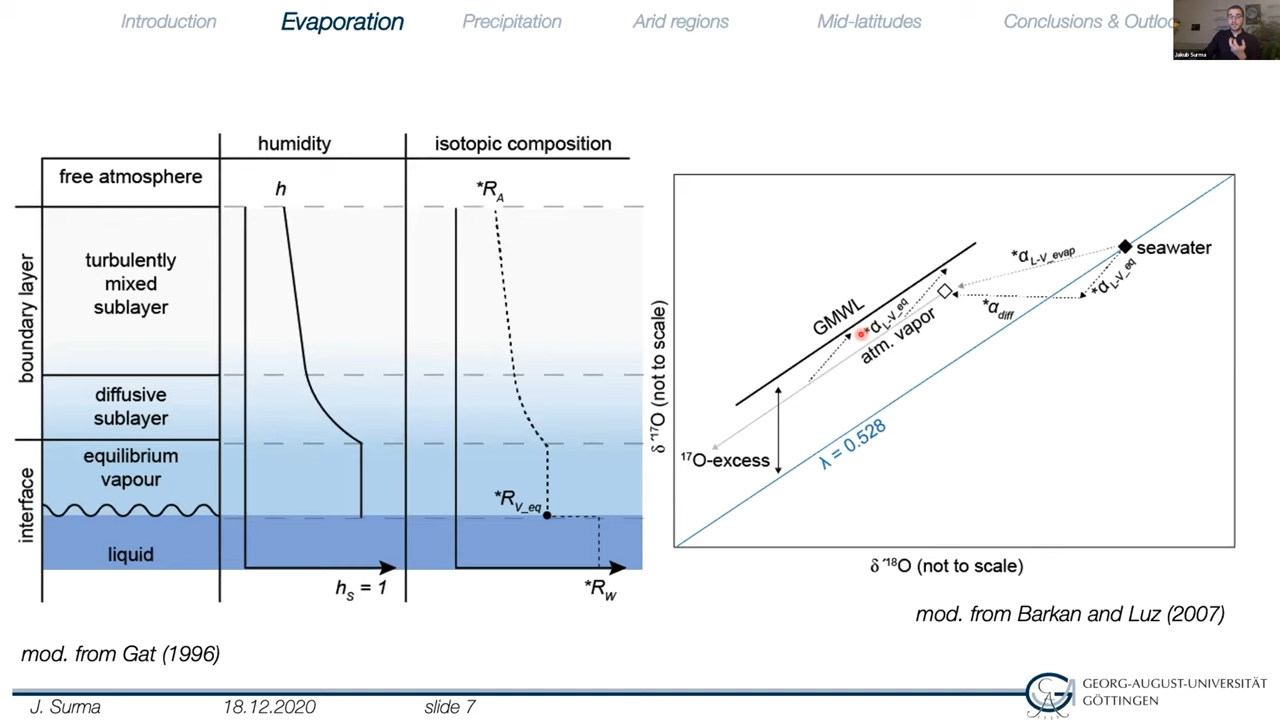 Introduction
Evaporation
Precipitation
Arid regions
Mid-latitudes
Conclusions & Outloo
Jakub Surma
humidity
isotopic composition
free atmosphere
h
*R_A
boundary layer
turbulently
mixed
sublayer
diffusive
sublayer
interface
equilibrium
vapour
*R_V_eq
liquid
h_S = 1
*R_W
mod. from Gat (1996)
δ´17O (not to scale)
GMWL
*α_L-V_eq
atm. vapor
*α_L-V_evap
seawater
*α_L-V_eq
*α_diff
17O-excess
λ = 0.528
δ´18O (not to scale)
mod. from Barkan and Luz (2007)
J. Surma
18.12.2020
slide 7
GEORG-AUGUST-UNIVERSITÄT
GÖTTINGEN